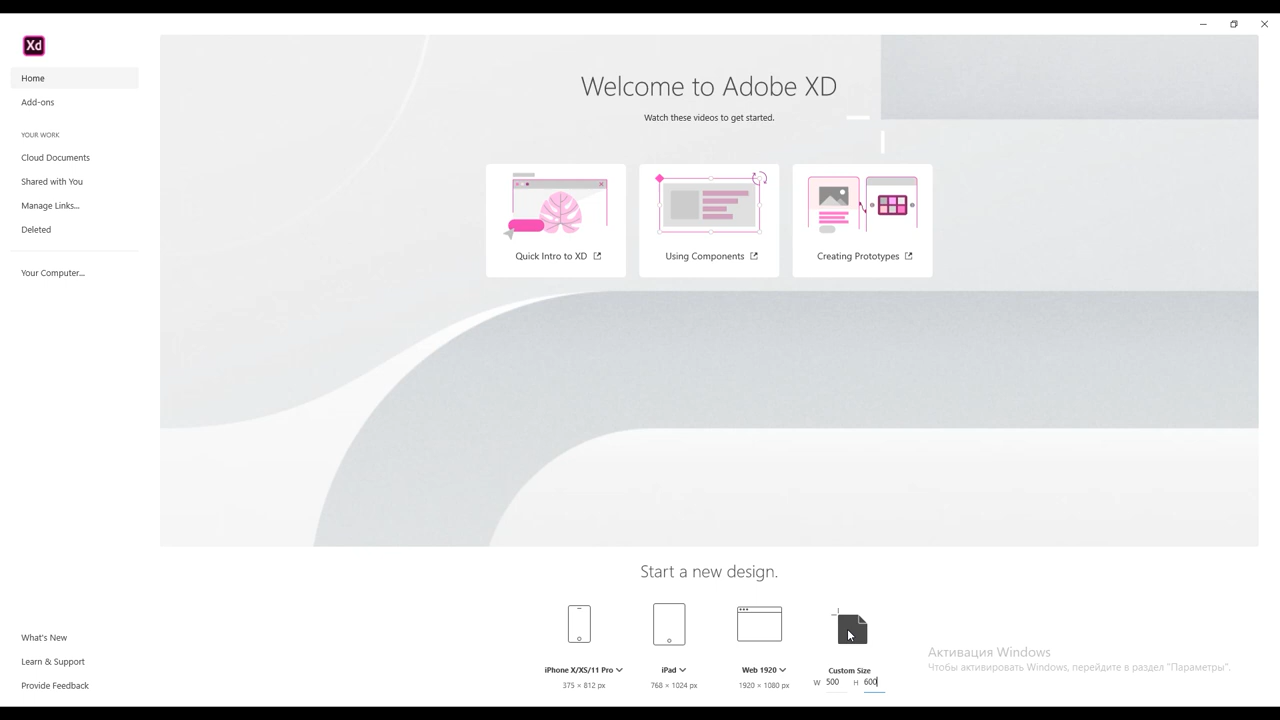 Xd
Home
Add-ons
YOUR WORK
Cloud Documents
Shared with You
Manage Links...
Deleted
Your Computer...
What's New
Learn & Support
Provide Feedback
Welcome to Adobe XD
Watch these videos to get started.
Quick Intro to XD
Using Components
Creating Prototypes
Start a new design.
iPhone X/XS/11 Pro
375 × 812 px
iPad
768 × 1024 px
Web 1920
1920 × 1080 px
Custom Size
W 500 H 600
Активация Windows
Чтобы активировать Windows, перейдите в раздел "Параметры".